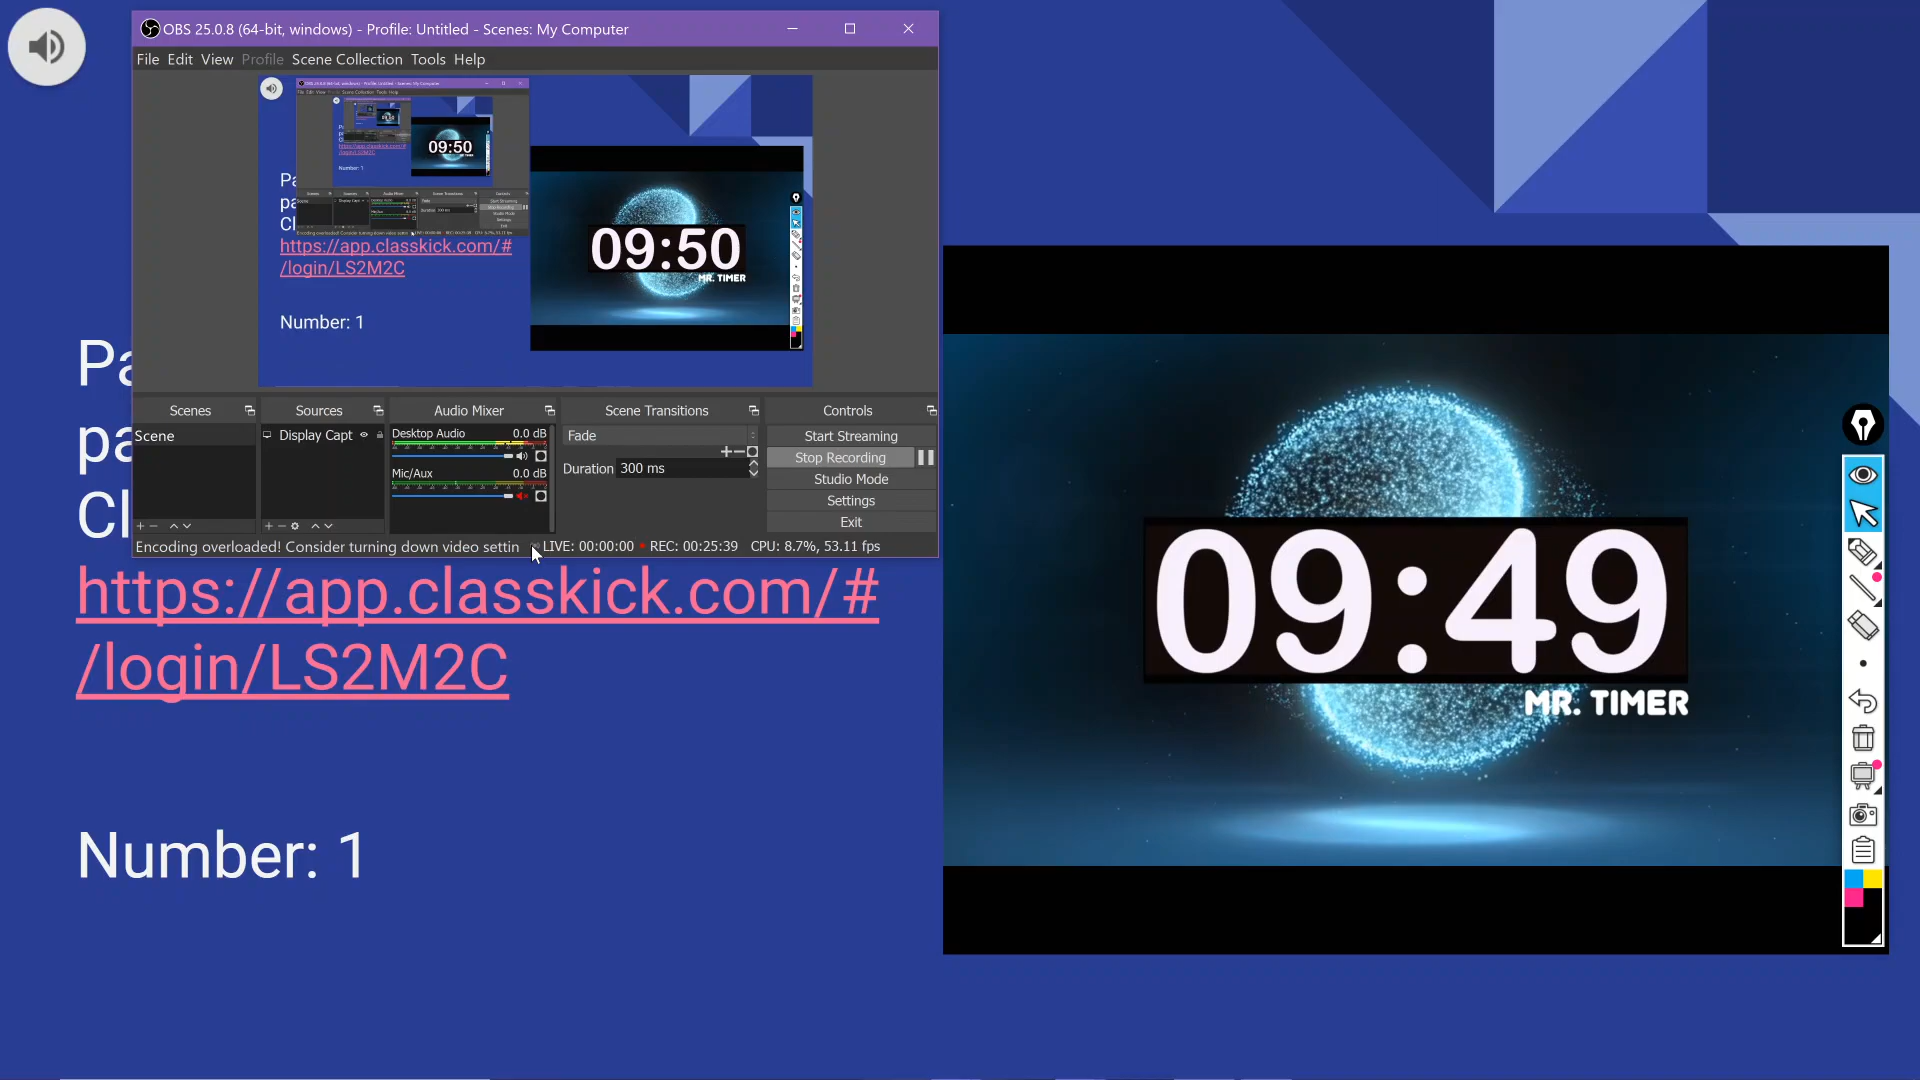 OBS 25.0.8 (64-bit, windows) - Profile: Untitled - Scenes: My Computer
File Edit View Profile Scene Collection Tools Help
09:50
MR. TIMER
https://app.classkick.com/#
/login/LS2M2C
Number: 1
09:50
MR. TIMER
Scenes
Scene
Sources
Display Capt
Audio Mixer
Desktop Audio 0.0 dB
Mic/Aux 0.0 dB
Scene Transitions
Fade
Duration 300 ms
Controls
Start Streaming
Stop Recording
Studio Mode
Settings
Exit
Encoding overloaded! Consider turning down video settin
LIVE: 00:00:00 REC: 00:25:39 CPU: 8.7%, 53.11 fps
Pa
pa
Cl
https://app.classkick.com/#
/login/LS2M2C
Number: 1
09:49
MR. TIMER